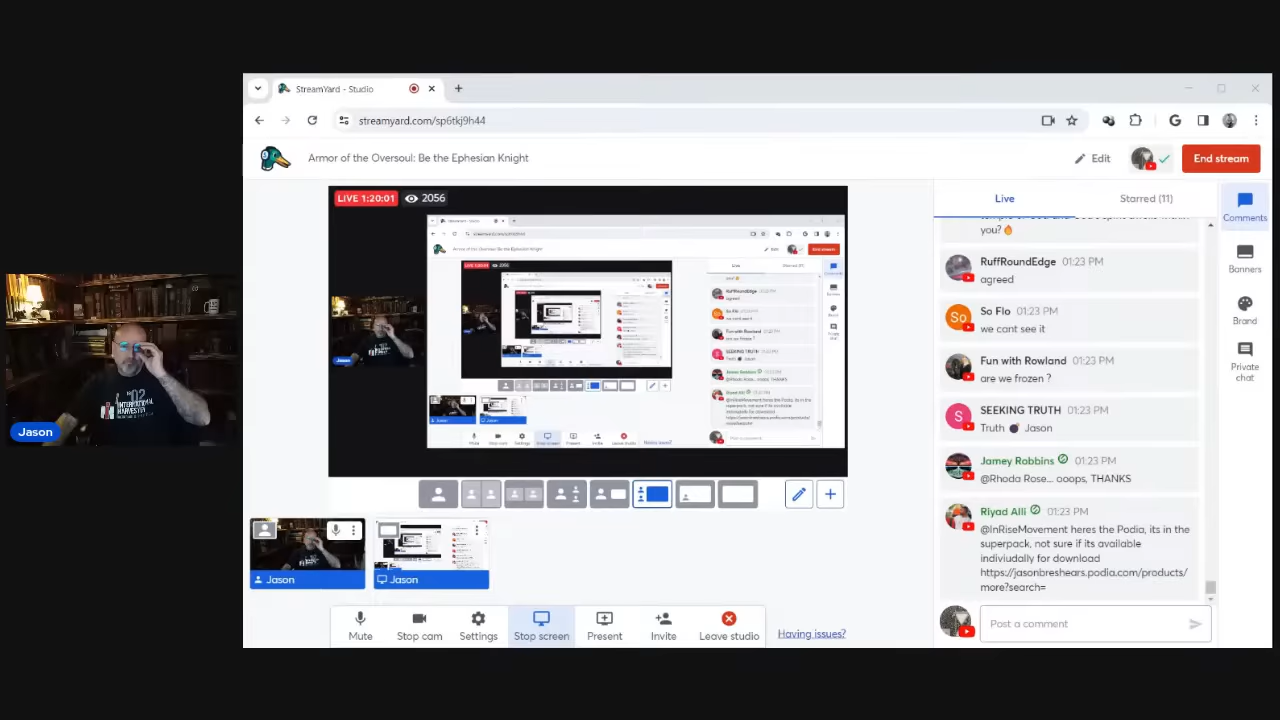 StreamYard - Studio
streamyard.com/sp6tkj9h44
Armor of the Oversoul: Be the Ephesian Knight
Edit
End stream
LIVE 1:20:01 2056
Live
Starred (11)
Comments
Banners
Brand
Private
chat
you?
RuffRoundEdge 01:23 PM
agreed
So Flo 01:23 PM
So
we cant see it
Fun with Rowland 01:23 PM
are we frozen ?
SEEKING TRUTH 01:23 PM
S
Truth Jason
Jamey Robbins 01:23 PM
@Rhoda Rose... ooops, THANKS
Riyad Alli 01:23 PM
@InRiseMovement heres the Podia, its in the
superpack, not sure if its available
indiviudally for download
https://jasonbreshears.podia.com/products/
more?search=
Post a comment
Jason
Jason
Jason
Mute
Stop cam
Settings
Stop screen
Present
Invite
Leave studio
Having issues?